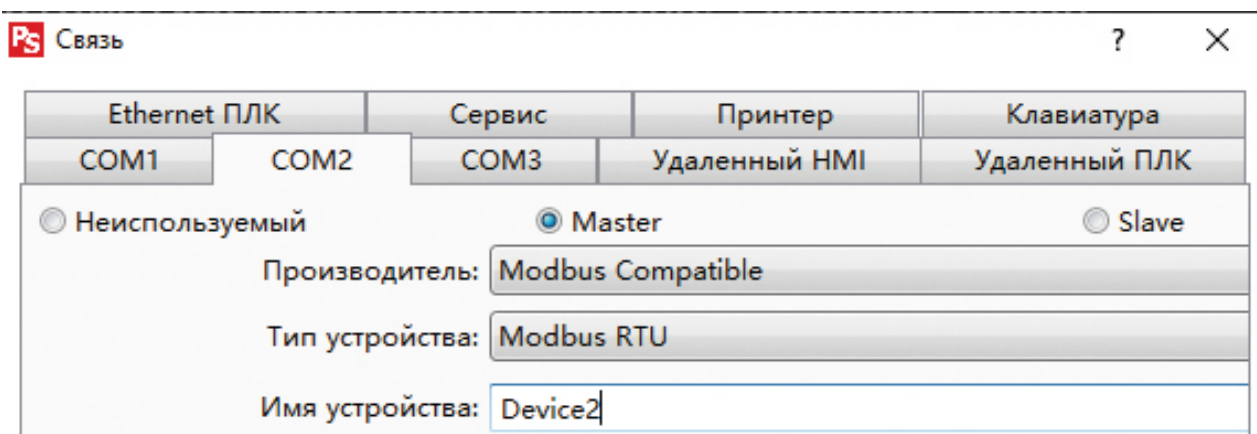 PS Связь ? ×
Ethernet ПЛК Сервис Принтер Клавиатура
COM1 COM2 COM3 Удаленный HMI Удаленный ПЛК
Неиспользуемый Master Slave
Производитель: Modbus Compatible
Тип устройства: Modbus RTU
Имя устройства: Device2